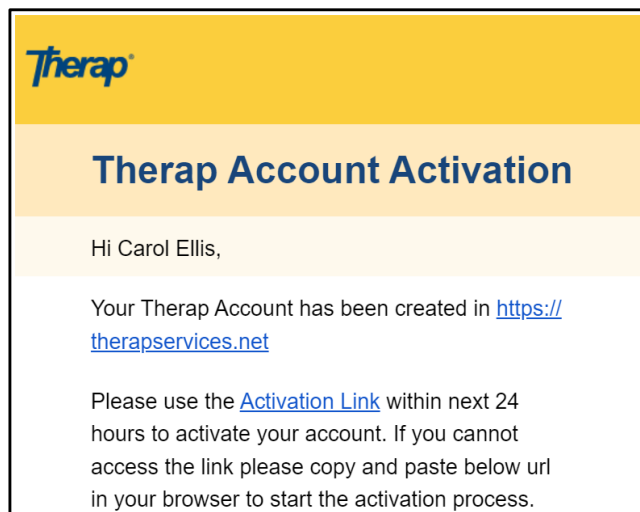 Therap®
Therap Account Activation
Hi Carol Ellis,
Your Therap Account has been created in https://
therapservices.net
Please use the Activation Link within next 24
hours to activate your account. If you cannot
access the link please copy and paste below url
in your browser to start the activation process.